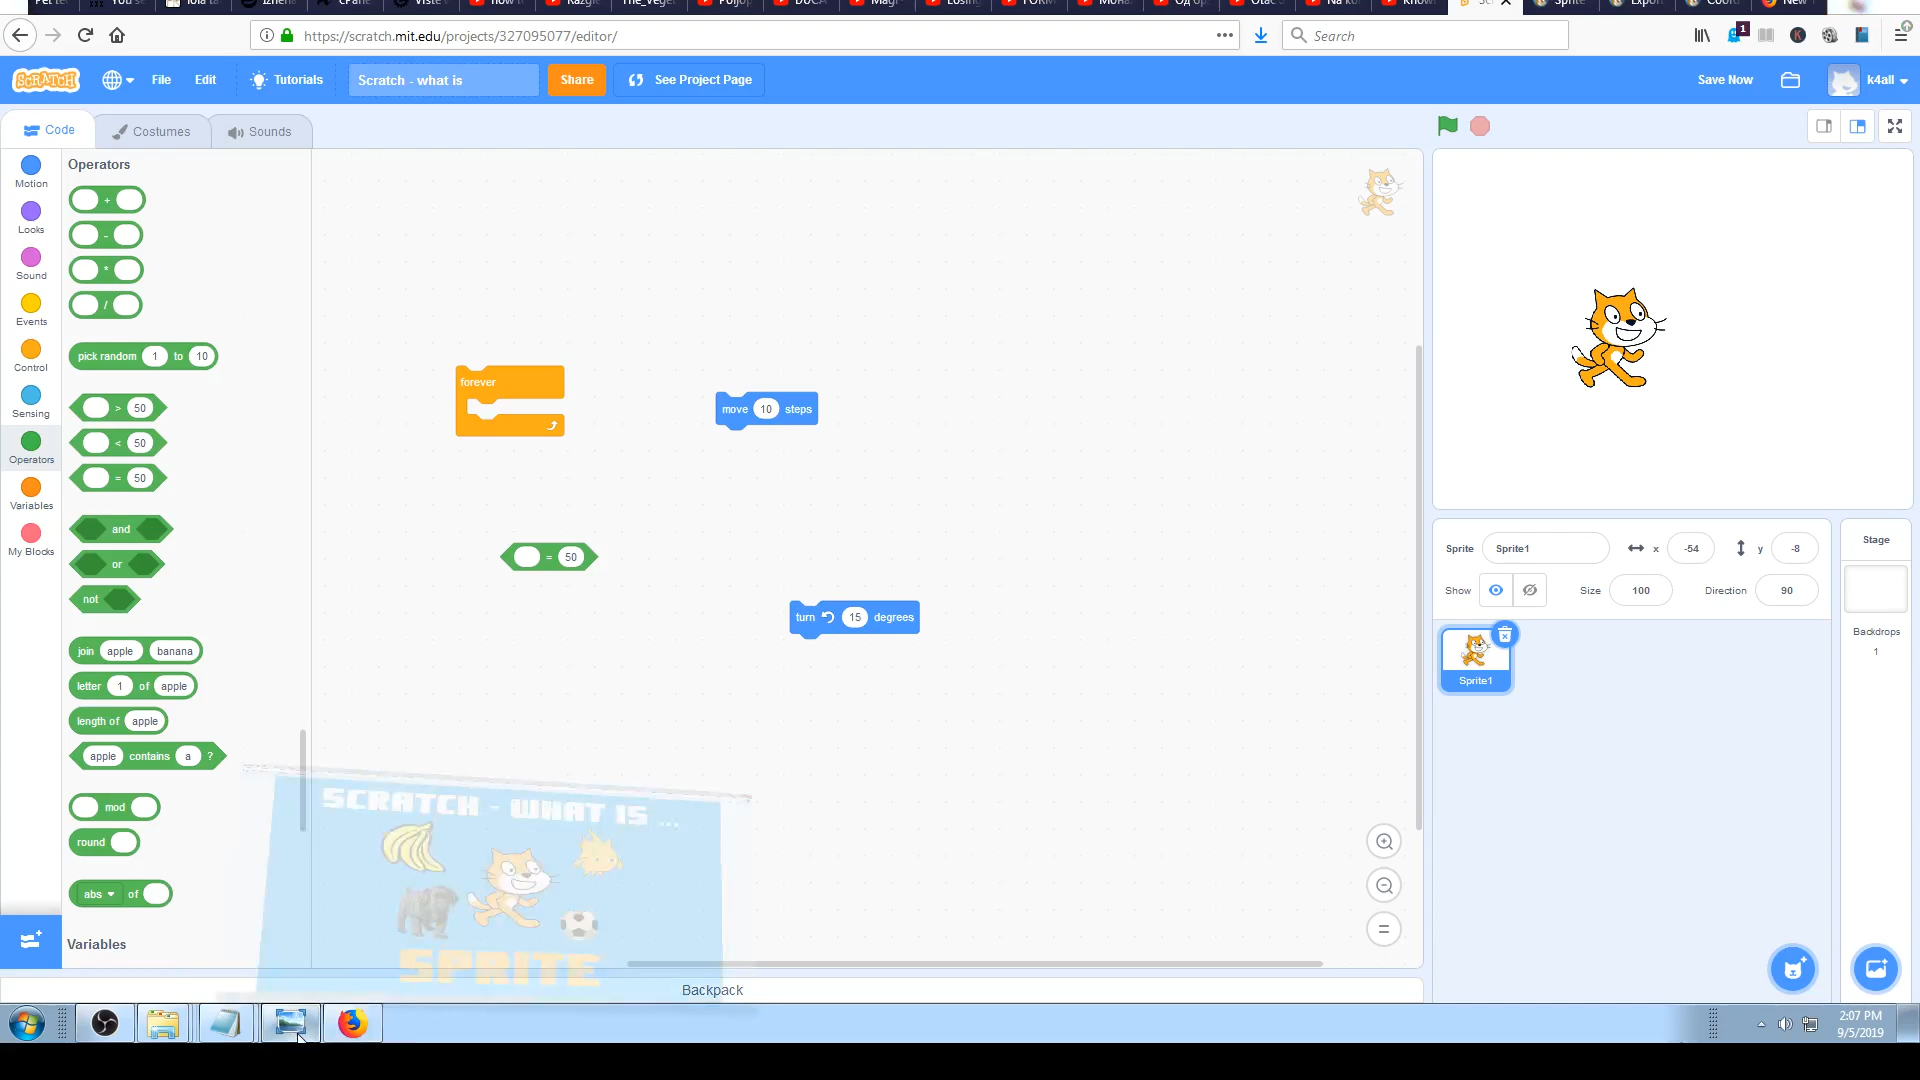 https://scratch.mit.edu/projects/327095077/editor/
Search
1
SCRATCH
File
Edit
Tutorials
Scratch - what is
Share
See Project Page
Save Now
k4all
Code
Costumes
Sounds
Motion
Looks
Sound
Events
Control
Sensing
Operators
Variables
My Blocks
Operators
+
-
*
/
pick random 1 to 10
> 50
< 50
= 50
and
or
not
join apple banana
letter 1 of apple
length of apple
apple contains a ?
mod
round
abs of
Variables
forever
move 10 steps
= 50
turn 15 degrees
SCRATCH - WHAT IS ...
SPRITE
Backpack
Sprite Sprite1 x -54 y -8
Show Size 100 Direction 90
Sprite1
Stage
Backdrops
1
2:07 PM
9/5/2019